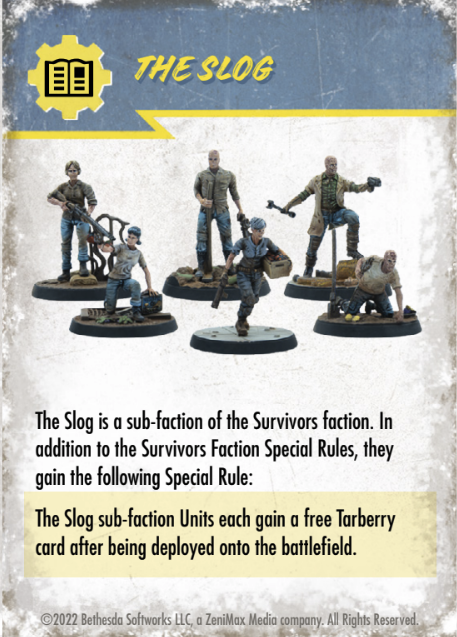 THE SLOG
The Slog is a sub-faction of the Survivors faction. In
addition to the Survivors Faction Special Rules, they
gain the following Special Rule:
The Slog sub-faction Units each gain a free Tarberry
card after being deployed onto the battlefield.
©2022 Bethesda Softworks LLC, a ZeniMax Media company. All Rights Reserved.